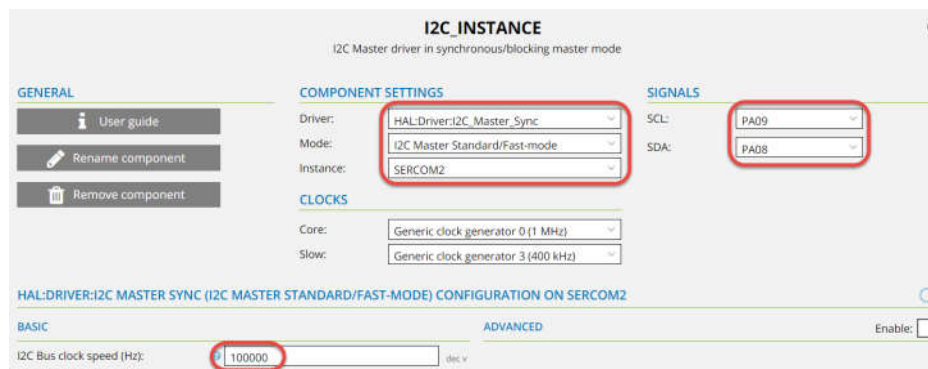 I2C_INSTANCE
I2C Master driver in synchronous/blocking master mode
GENERAL
User guide
Rename component
Remove component
COMPONENT SETTINGS
Driver: HAL:Driver:I2C_Master_Sync
Mode: I2C Master Standard/Fast-mode
Instance: SERCOM2
CLOCKS
Core: Generic clock generator 0 (1 MHz)
Slow: Generic clock generator 3 (400 kHz)
SIGNALS
SCL: PA09
SDA: PA08
HAL:DRIVER:I2C MASTER SYNC (I2C MASTER STANDARD/FAST-MODE) CONFIGURATION ON SERCOM2
BASIC
ADVANCED
Enable:
I2C Bus clock speed (Hz): 100000 dec